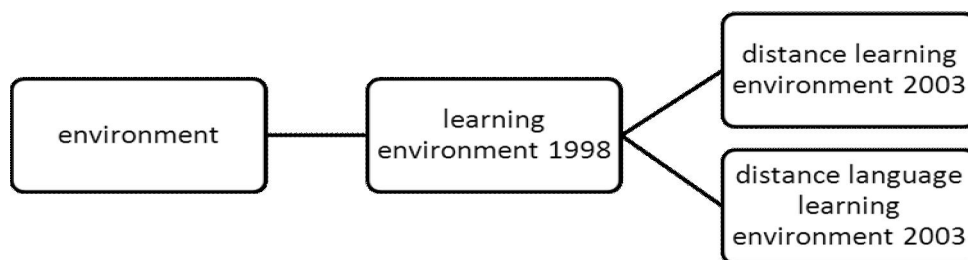 environment
learning
environment 1998
distance learning
environment 2003
distance language
learning
environment 2003